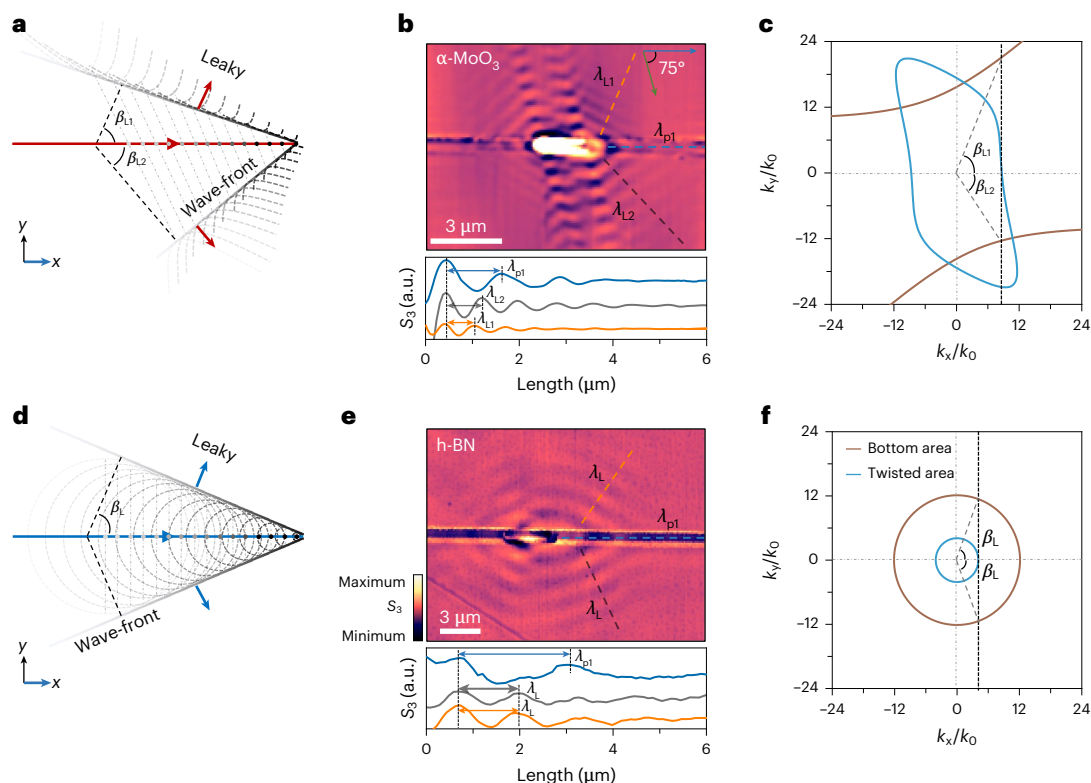 a
Leaky
β_L1
β_L2
Wave-front
y
x
b
α-MoO₃
75°
λ_L1
λ_p1
λ_L2
3 μm
S₃ (a.u.)
λ_p1
λ_L2
λ_L1
0 2 4 6
Length (μm)
c
24
12
0
−12
−24
k_y/k_0
β_L1
β_L2
−24 −12 0 12 24
k_x/k_0
d
Leaky
β_L
Wave-front
y
x
e
h-BN
λ_L
λ_p1
λ_L
Maximum
S₃
Minimum
3 μm
S₃ (a.u.)
λ_p1
λ_L
λ_L
0 2 4 6
Length (μm)
f
24
12
0
−12
−24
k_y/k_0
Bottom area
Twisted area
β_L
β_L
−24 −12 0 12 24
k_x/k_0